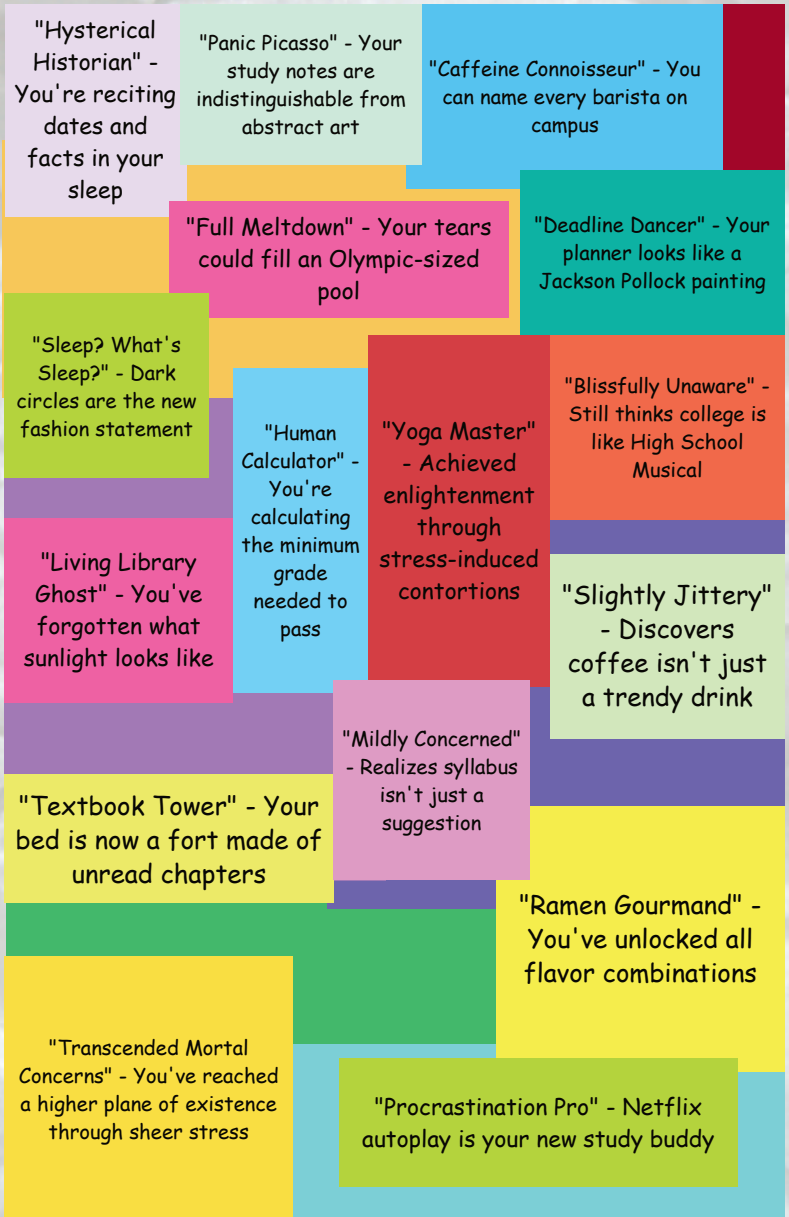 "Hysterical
Historian" -
You're reciting
dates and
facts in your
sleep
"Panic Picasso" - Your
study notes are
indistinguishable from
abstract art
"Caffeine Connoisseur" - You
can name every barista on
campus
"Full Meltdown" - Your tears
could fill an Olympic-sized
pool
"Deadline Dancer" - Your
planner looks like a
Jackson Pollock painting
"Sleep? What's
Sleep?" - Dark
circles are the new
fashion statement
"Human
Calculator" -
You're
calculating
the minimum
grade
needed to
pass
"Yoga Master"
- Achieved
enlightenment
through
stress-induced
contortions
"Blissfully Unaware" -
Still thinks college is
like High School
Musical
"Living Library
Ghost" - You've
forgotten what
sunlight looks like
"Slightly Jittery"
- Discovers
coffee isn't just
a trendy drink
"Mildly Concerned"
- Realizes syllabus
isn't just a
suggestion
"Textbook Tower" - Your
bed is now a fort made of
unread chapters
"Ramen Gourmand" -
You've unlocked all
flavor combinations
"Transcended Mortal
Concerns" - You've reached
a higher plane of existence
through sheer stress
"Procrastination Pro" - Netflix
autoplay is your new study buddy